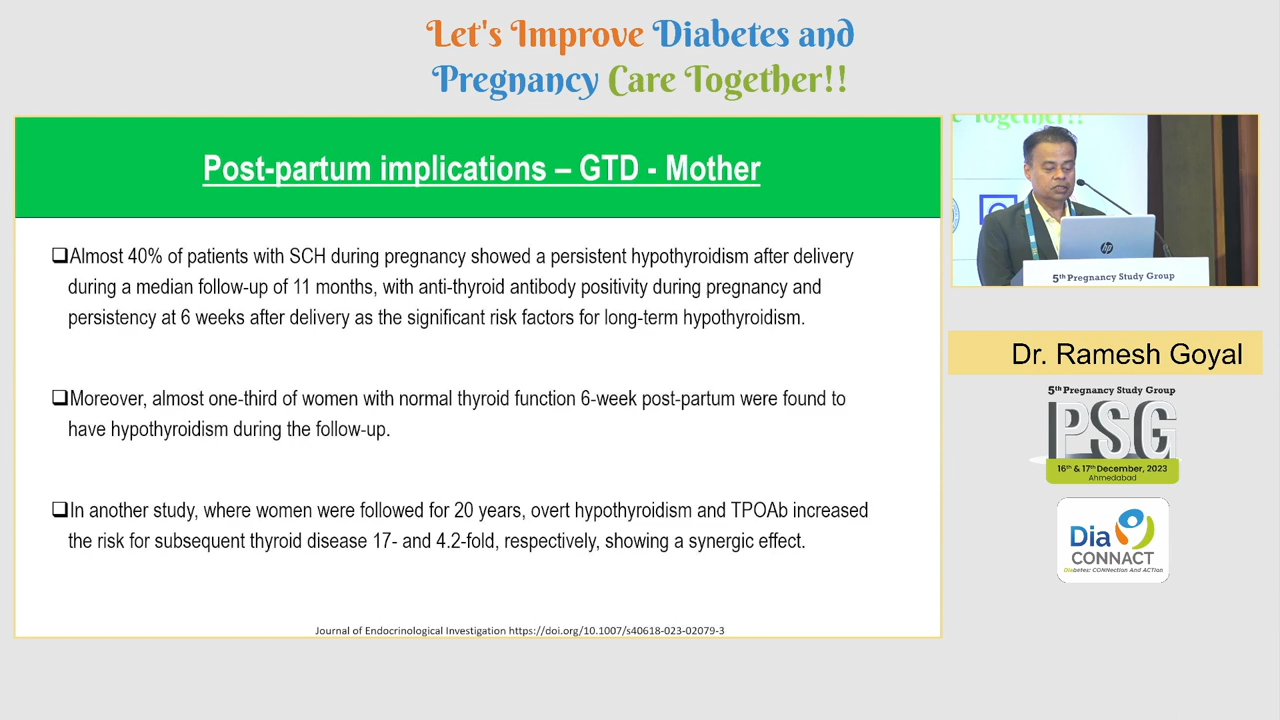 Let's Improve Diabetes and
Pregnancy Care Together!!
Post-partum implications – GTD - Mother
❑Almost 40% of patients with SCH during pregnancy showed a persistent hypothyroidism after delivery
during a median follow-up of 11 months, with anti-thyroid antibody positivity during pregnancy and
persistency at 6 weeks after delivery as the significant risk factors for long-term hypothyroidism.
❑Moreover, almost one-third of women with normal thyroid function 6-week post-partum were found to
have hypothyroidism during the follow-up.
❑In another study, where women were followed for 20 years, overt hypothyroidism and TPOAb increased
the risk for subsequent thyroid disease 17- and 4.2-fold, respectively, showing a synergic effect.
Journal of Endocrinological Investigation https://doi.org/10.1007/s40618-023-02079-3
Together!!
hp
5th Pregnancy Study Group
Dr. Ramesh Goyal
5th Pregnancy Study Group
PSG
16th & 17th December, 2023
Ahmedabad
Dia
CONNACT
Diabetes: CONNection And ACTion